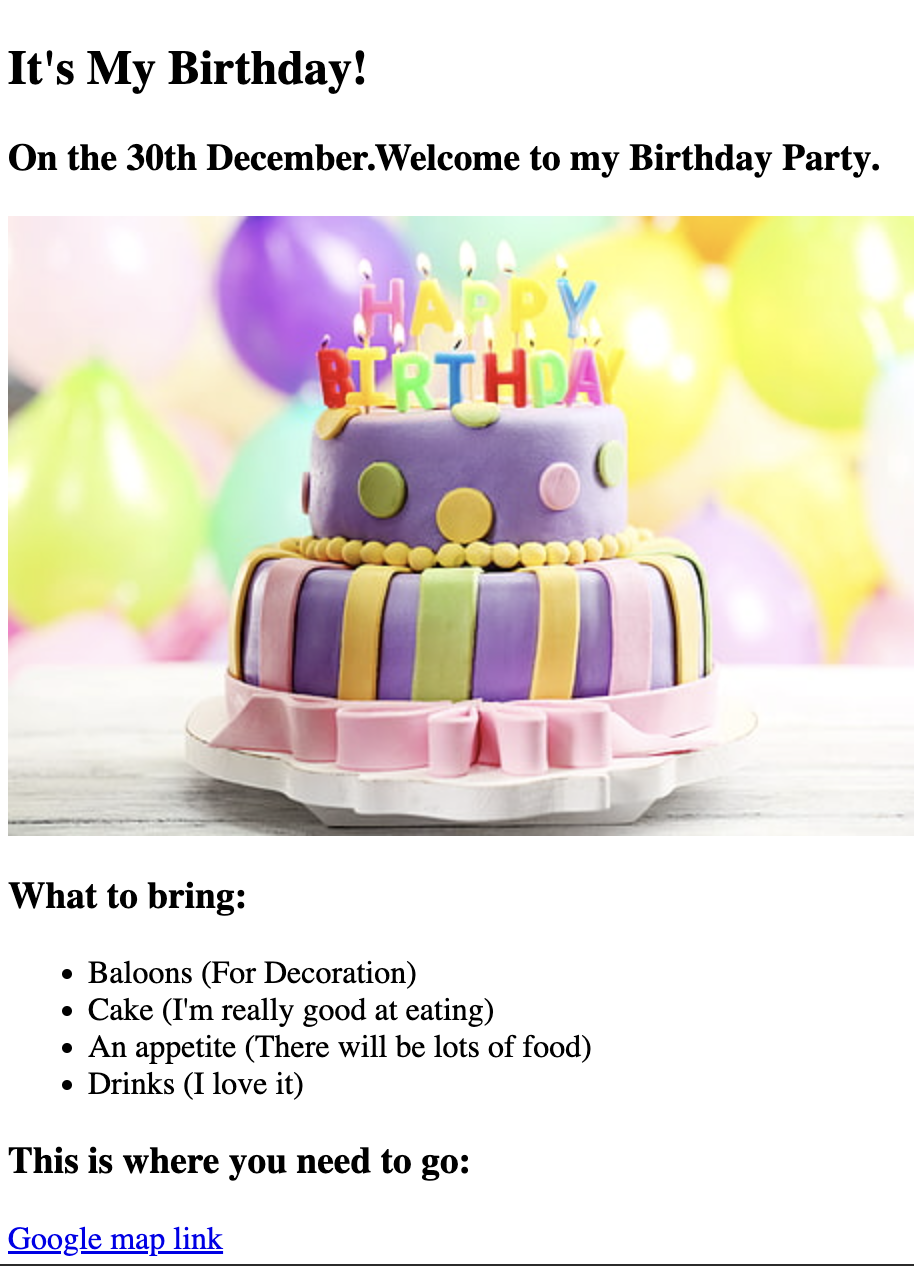 It's My Birthday!
On the 30th December.Welcome to my Birthday Party.
HAPPY
BIRTHDAY
What to bring:
Baloons (For Decoration)
Cake (I'm really good at eating)
An appetite (There will be lots of food)
Drinks (I love it)
This is where you need to go:
Google map link